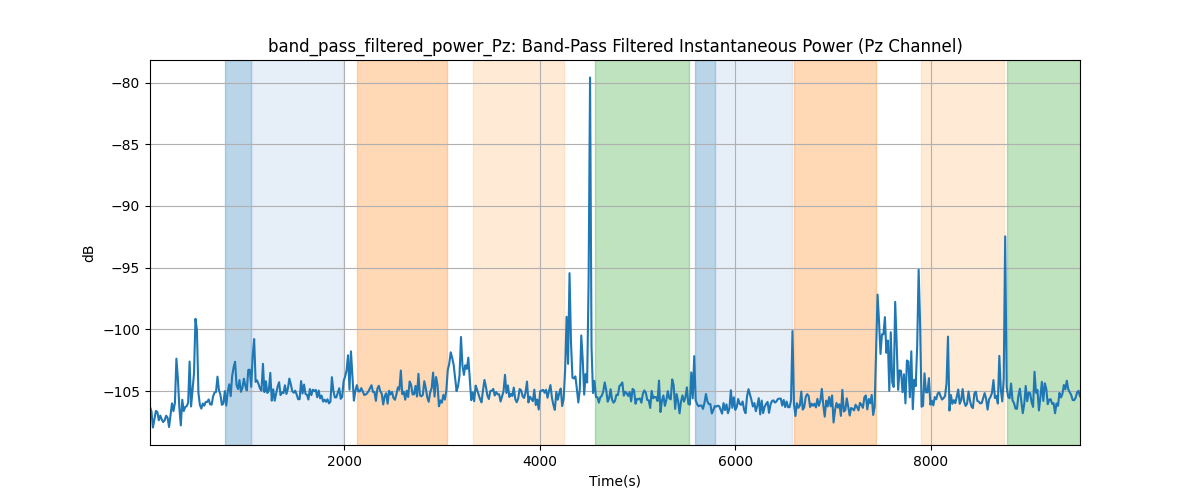 band_pass_filtered_power_Pz: Band-Pass Filtered Instantaneous Power (Pz Channel)
−80
−85
−90
−95
−100
−105
dB
2000 4000 6000 8000
Time(s)